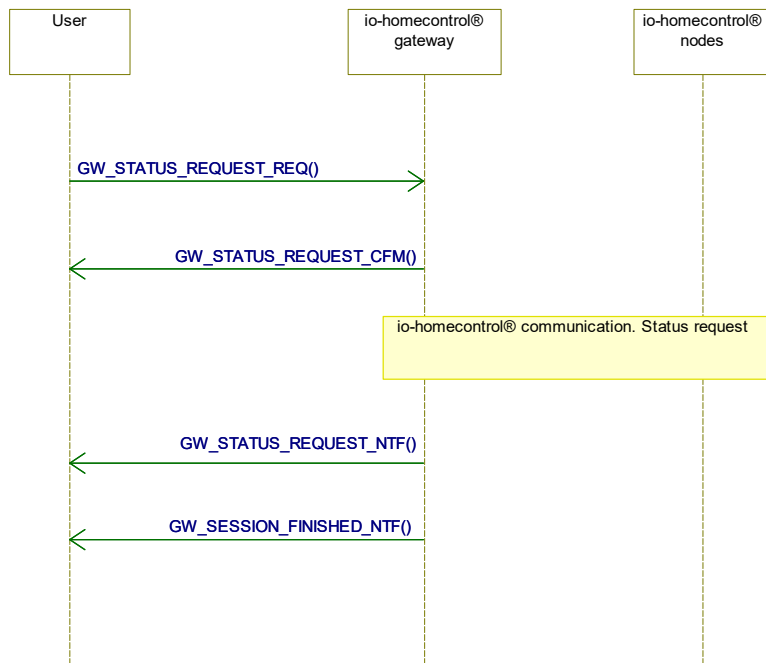 User
io-homecontrol®
gateway
io-homecontrol®
nodes
GW_STATUS_REQUEST_REQ()
GW_STATUS_REQUEST_CFM()
io-homecontrol® communication. Status request
GW_STATUS_REQUEST_NTF()
GW_SESSION_FINISHED_NTF()